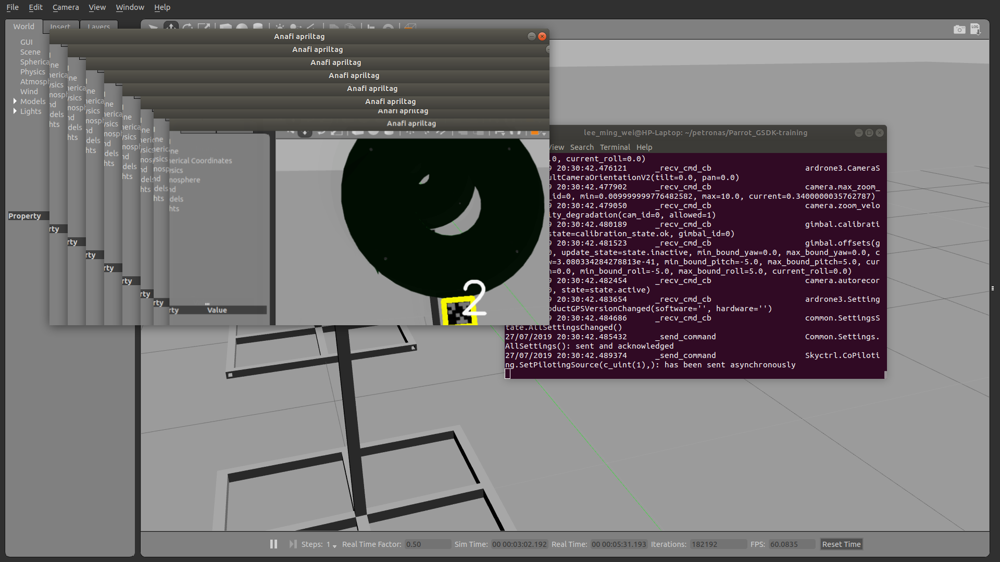 File Edit Camera View Window Help
World Insert Layers
GUI
Scene
Spherica
Physics
Atmosph
Wind
Models
Lights
Property
Anafi apriltag
Anafi apriltag
Anafi apriltag
Anafi apriltag
Anafi apriltag
Anafi apriltag
Anafi apriltag
Anafi apriltag
ne
herical Coordinates
sics
mosphere
nd
dels
hts
rty Value
2
lee_ming_wei@HP-Laptop: ~/petronas/Parrot_GSDK-training
View Search Terminal Help
.0, current_roll=0.0)
9 20:30:42.476121 _recv_cmd_cb ardrone3.CameraS
ultCameraOrientationV2(tilt=0.0, pan=0.0)
9 20:30:42.477902 _recv_cmd_cb camera.max_zoom_
_id=0, min=0.009999999776482582, max=10.0, current=0.3400000035762787)
9 20:30:42.479050 _recv_cmd_cb camera.zoom_velo
ity_degradation(cam_id=0, allowed=1)
9 20:30:42.480189 _recv_cmd_cb gimbal.calibrati
state=calibration_state.ok, gimbal_id=0)
9 20:30:42.481523 _recv_cmd_cb gimbal.offsets(g
0, update_state=state.inactive, min_bound_yaw=0.0, max_bound_yaw=0.0, c
w=3.080334284278813e-41, min_bound_pitch=-5.0, max_bound_pitch=5.0, cur
h=0.0, min_bound_roll=-5.0, max_bound_roll=5.0, current_roll=0.0)
9 20:30:42.482454 _recv_cmd_cb camera.autorecor
0, state=state.active)
9 20:30:42.483654 _recv_cmd_cb ardrone3.Setting
oductGPSVersionChanged(software='', hardware='')
9 20:30:42.484686 _recv_cmd_cb common.SettingsS
tate.AllSettingsChanged()
27/07/2019 20:30:42.485432 _send_command Common.Settings.
AllSettings(): sent and acknowledged
27/07/2019 20:30:42.489374 _send_command Skyctrl.CoPiloti
ng.SetPilotingSource(c_uint(1),): has been sent asynchronously
Steps: 1 Real Time Factor: 0.50 Sim Time: 00 00:03:02.192 Real Time: 00 00:05:31.193 Iterations: 182192 FPS: 60.0835 Reset Time